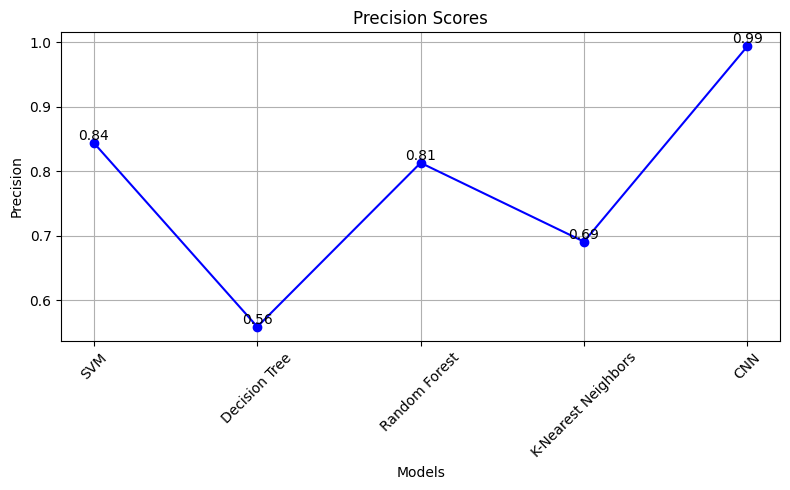 Precision Scores
1.0
0.9
0.8
0.7
0.6
Precision
0.84
0.56
0.81
0.69
0.99
SVM
Decision Tree
Random Forest
K-Nearest Neighbors
CNN
Models